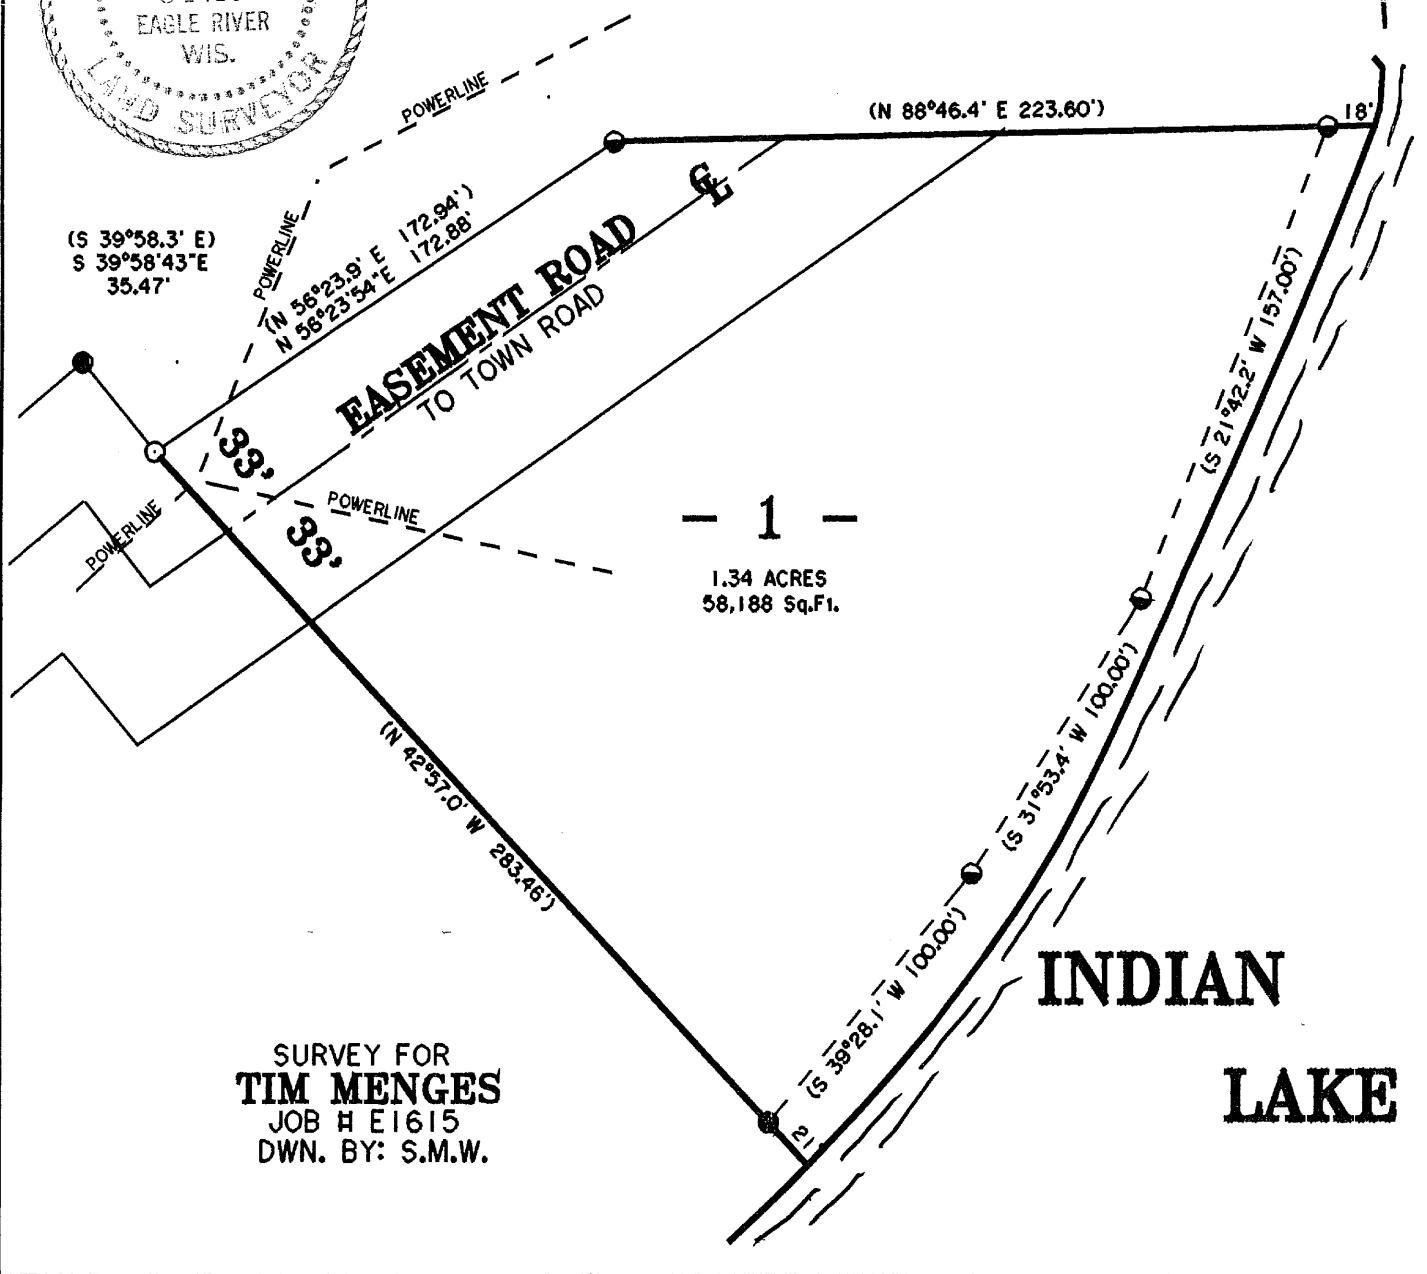 EAGLE RIVER
WIS.
LAND SURVEYOR
POWERLINE
(N 88°46.4' E 223.60')
18'
(S 39°58.3' E)
S 39°58'43"E
35.47'
POWERLINE
(N 56°23.9' E 172.94')
N 56°23'54"E 172.88'
℄
EASEMENT ROAD
TO TOWN ROAD
(S 21°42.2' W 157.00')
33'
POWERLINE
POWERLINE
33'
- 1 -
1.34 ACRES
58,188 Sq.Ft.
(S 31°53.4' W 100.00')
(N 42°57.0' W 283.46')
(S 39°28.1' W 100.00')
INDIAN
LAKE
SURVEY FOR
TIM MENGES
JOB # E1615
DWN. BY: S.M.W.